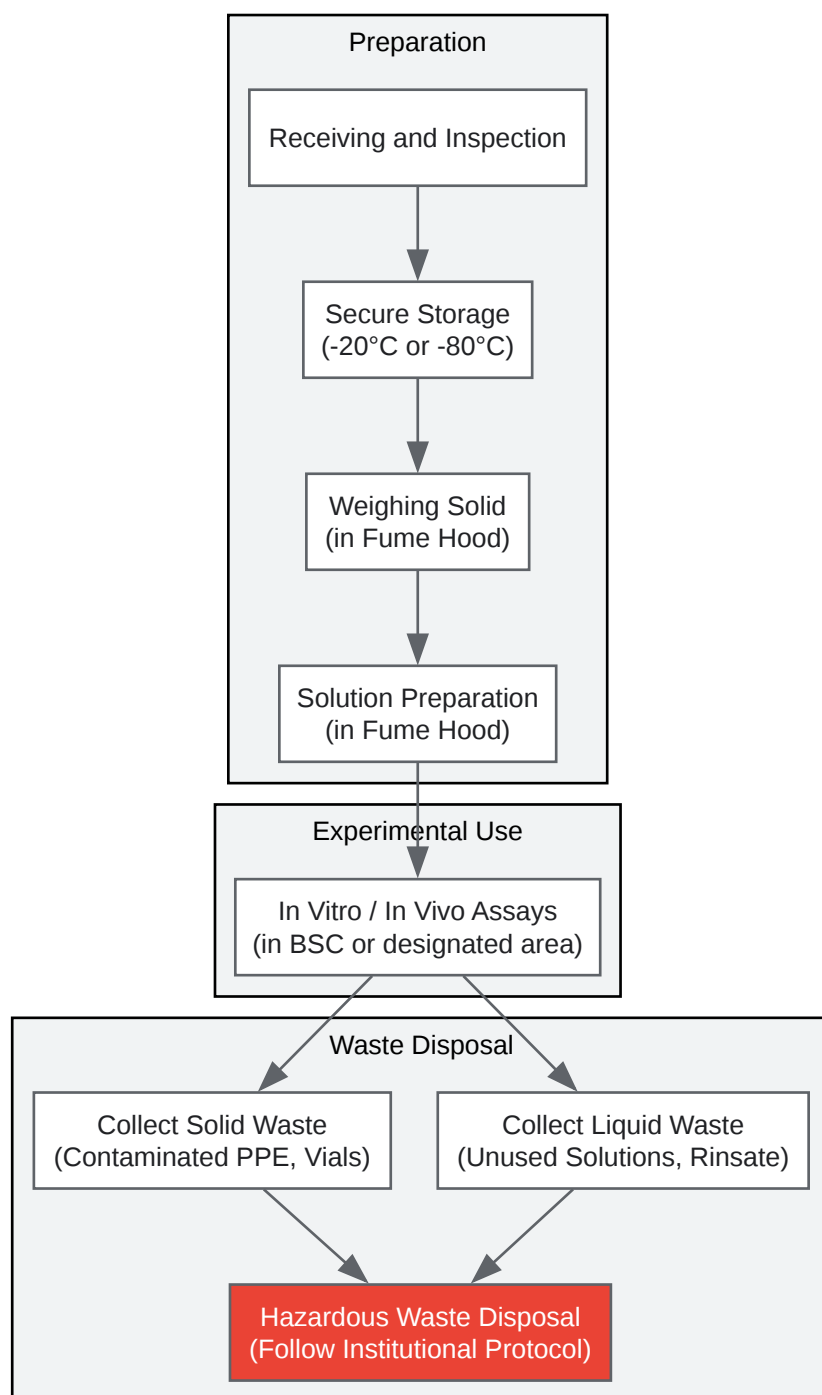 Preparation
Receiving and Inspection
Secure Storage
(-20°C or -80°C)
Weighing Solid
(in Fume Hood)
Solution Preparation
(in Fume Hood)
Experimental Use
In Vitro / In Vivo Assays
(in BSC or designated area)
Waste Disposal
Collect Solid Waste
(Contaminated PPE, Vials)
Collect Liquid Waste
(Unused Solutions, Rinsate)
Hazardous Waste Disposal
(Follow Institutional Protocol)